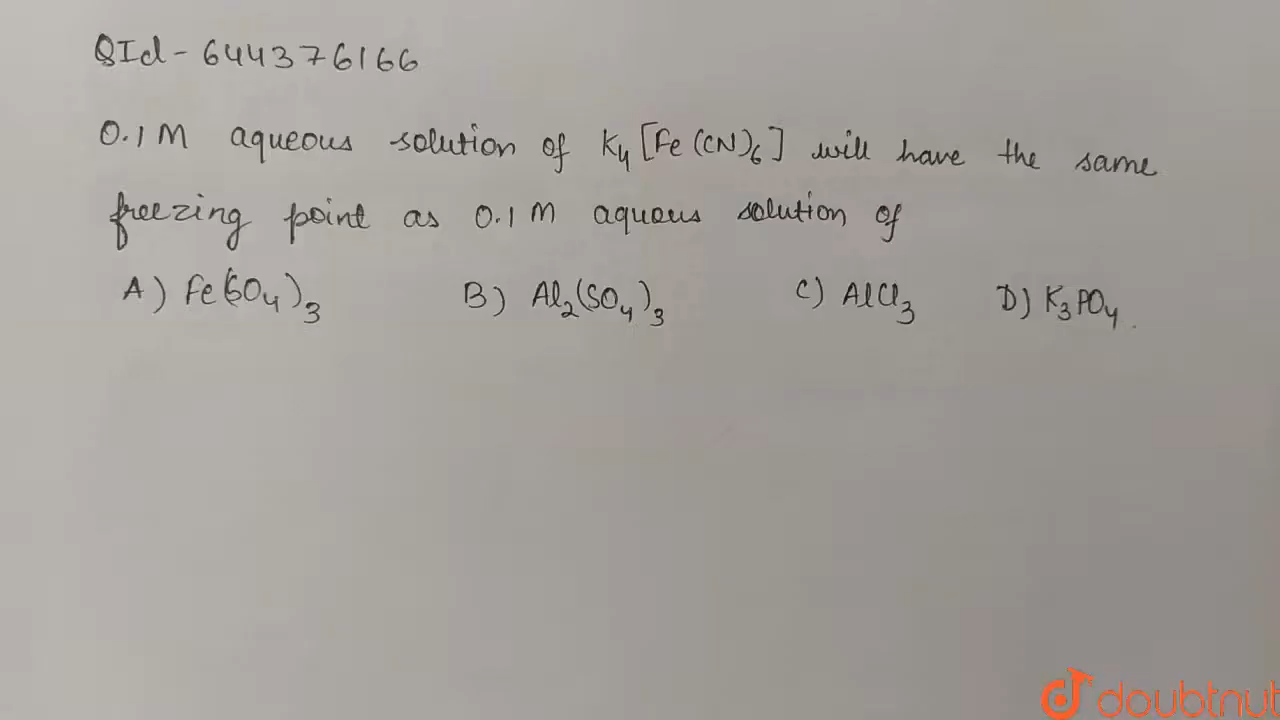 QId - 644376166
0.1 M aqueous solution of K₄[Fe(CN)₆] will have the same
freezing point as 0.1 M aquous solution of
A) Fe(SO₄)₃ B) Al₂(SO₄)₃ C) AlCl₃ D) K₃PO₄.
doubtnut